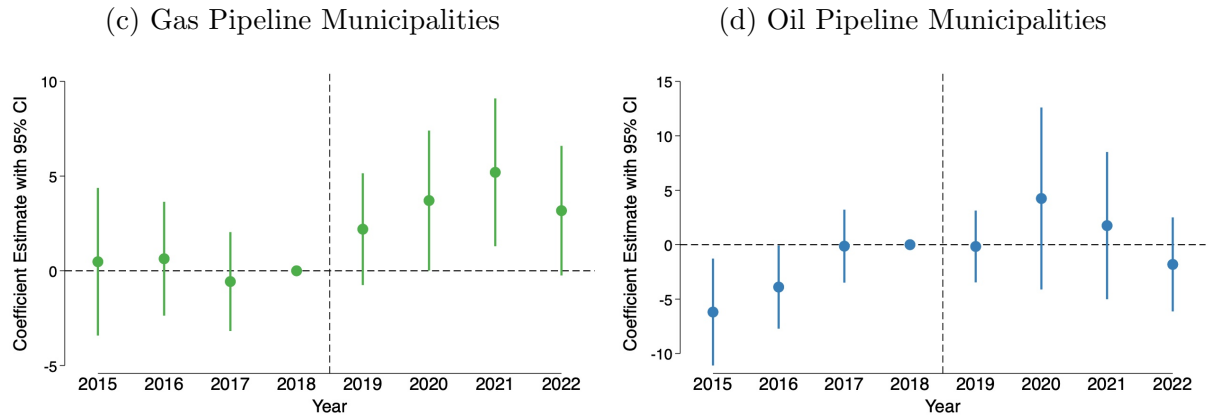 (c) Gas Pipeline Municipalities
Coefficient Estimate with 95% CI
10
5
0
-5
2015 2016 2017 2018 2019 2020 2021 2022
Year
(d) Oil Pipeline Municipalities
Coefficient Estimate with 95% CI
15
10
5
0
-5
-10
2015 2016 2017 2018 2019 2020 2021 2022
Year